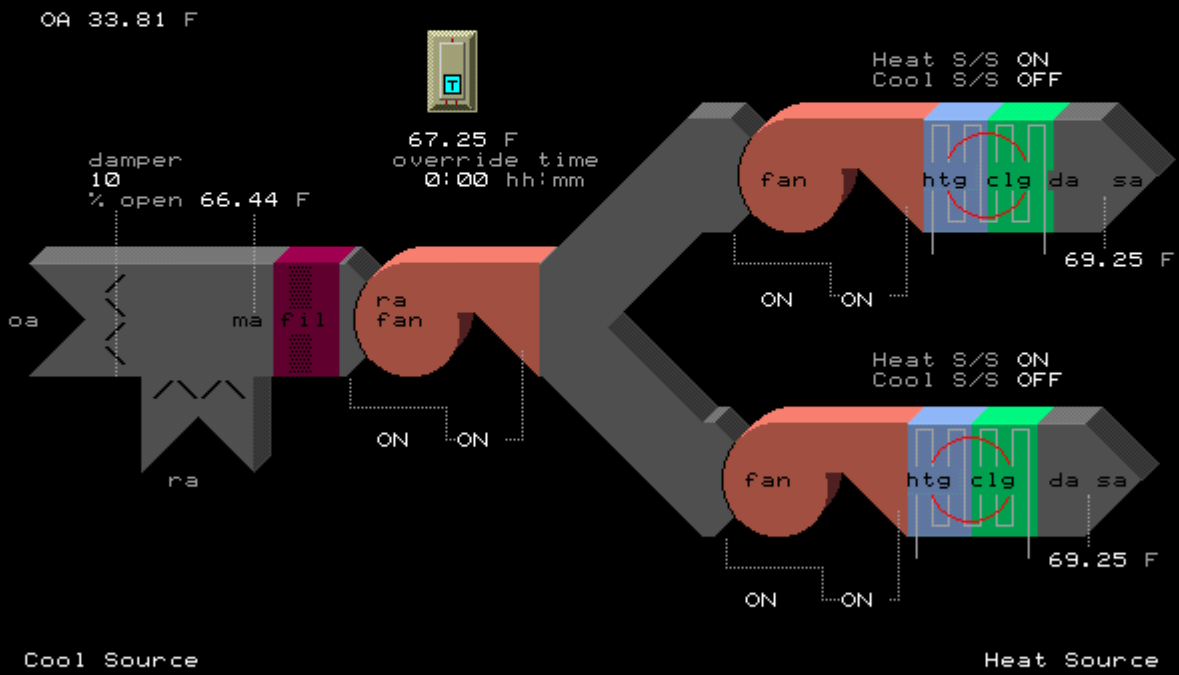 OA 33.81 F
Heat S/S ON
Cool S/S OFF
T
67.25 F
override time
0:00 hh:mm
damper
10
% open 66.44 F
fan
htg clg da sa
69.25 F
ON ON
oa
ma fil
ra
fan
ON ON
ra
Heat S/S ON
Cool S/S OFF
fan
htg clg da sa
69.25 F
ON ON
Cool Source
Heat Source